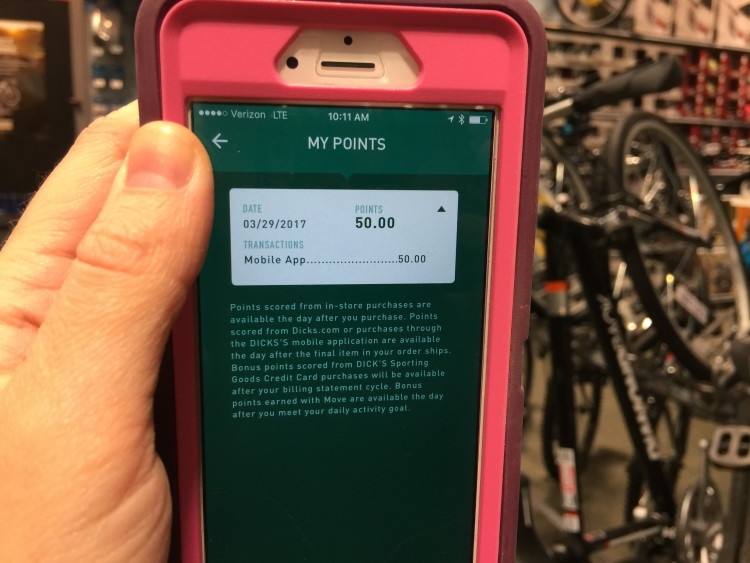 Verizon LTE 10:11 AM
MY POINTS
DATE POINTS
03/29/2017 50.00
TRANSACTIONS
Mobile App.........................50.00
Points scored from in-store purchases are
available the day after you purchase. Points
scored from Dicks.com or purchases through
the DICKS'S mobile application are available
the day after the final item in your order ships.
Bonus points scored from DICK'S Sporting
Goods Credit Card purchases will be available
after your billing statement cycle. Bonus
points earned with Move are available the day
after you meet your daily activity goal.